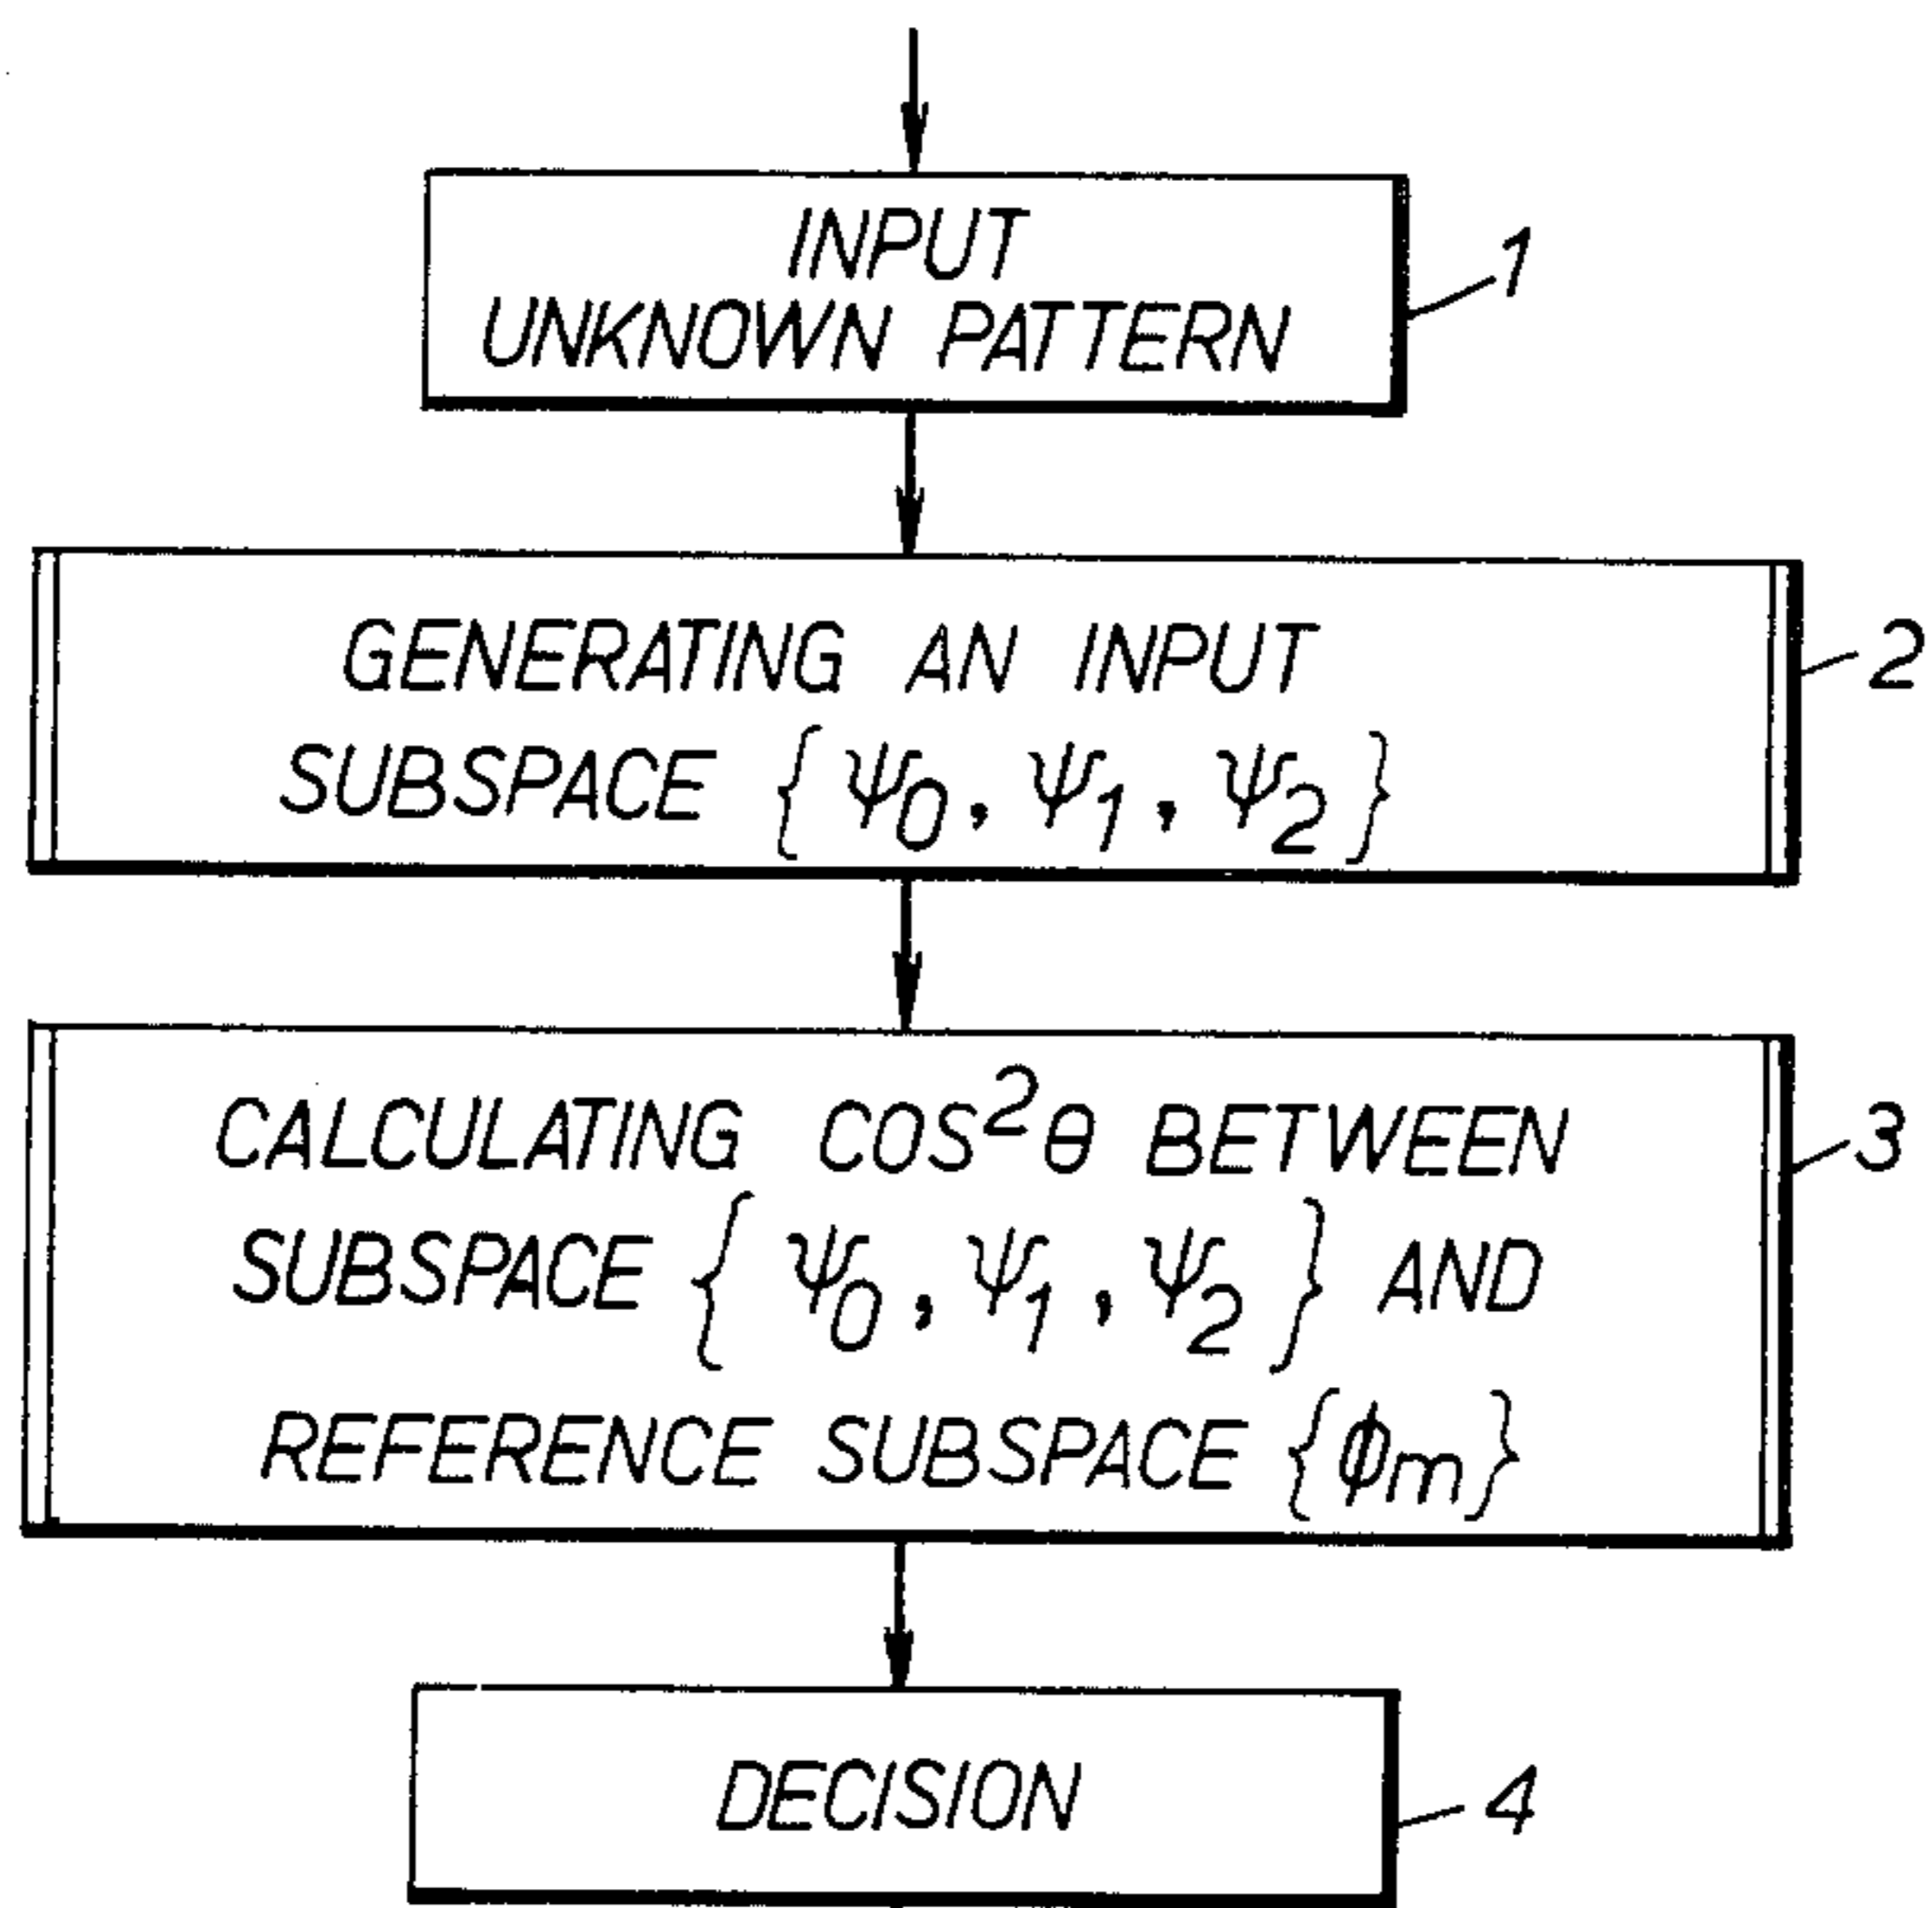 INPUT
UNKNOWN PATTERN
1
GENERATING AN INPUT
SUBSPACE {ψ0, ψ1, ψ2}
2
CALCULATING COS²θ BETWEEN
SUBSPACE {ψ0, ψ1, ψ2} AND
REFERENCE SUBSPACE {ϕm}
3
DECISION
4